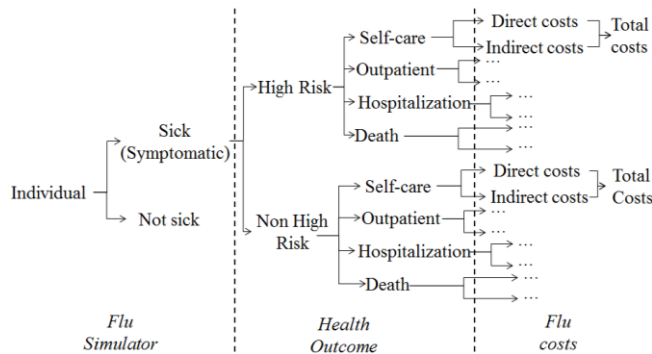 Direct costs
Total
costs
Self-care
Indirect costs
Outpatient
...
...
High Risk
Hospitalization
...
...
Death
...
...
Sick
(Symptomatic)
Individual
Not sick
Direct costs
Total
Costs
Self-care
Indirect costs
Non High
Risk
Outpatient
...
...
Hospitalization
...
...
Death
...
...
Flu
Simulator
Health
Outcome
Flu
costs